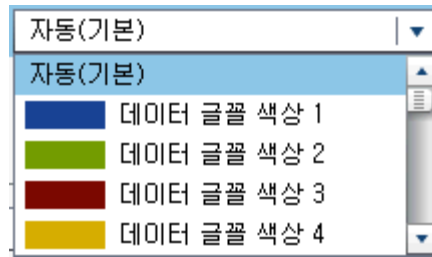 자동(기본)
자동(기본)
데이터 글꼴 색상 1
데이터 글꼴 색상 2
데이터 글꼴 색상 3
데이터 글꼴 색상 4